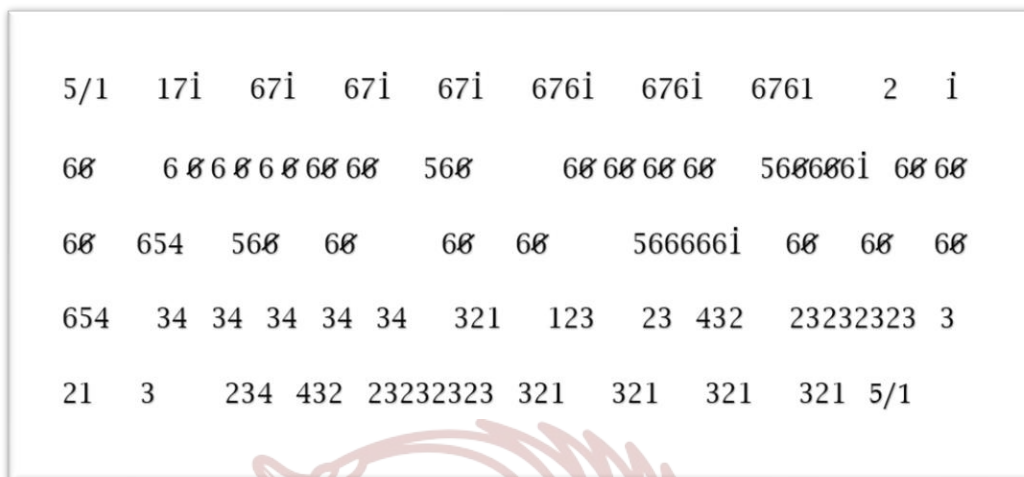 5/1 17i̇ 67i̇ 67i̇ 67i̇ 676i̇ 676i̇ 6761 2 i̇
66̸ 6 6̸ 6 6̸ 6 6̸ 66̸ 66̸ 566̸ 66̸ 66̸ 66̸ 66̸ 566̸66̸6i̇ 66̸ 66̸
66̸ 654 566̸ 66̸ 66̸ 66̸ 566666i̇ 66̸ 66̸ 66̸
654 34 34 34 34 34 321 123 23 432 23232323 3
21 3 234 432 23232323 321 321 321 321 5/1